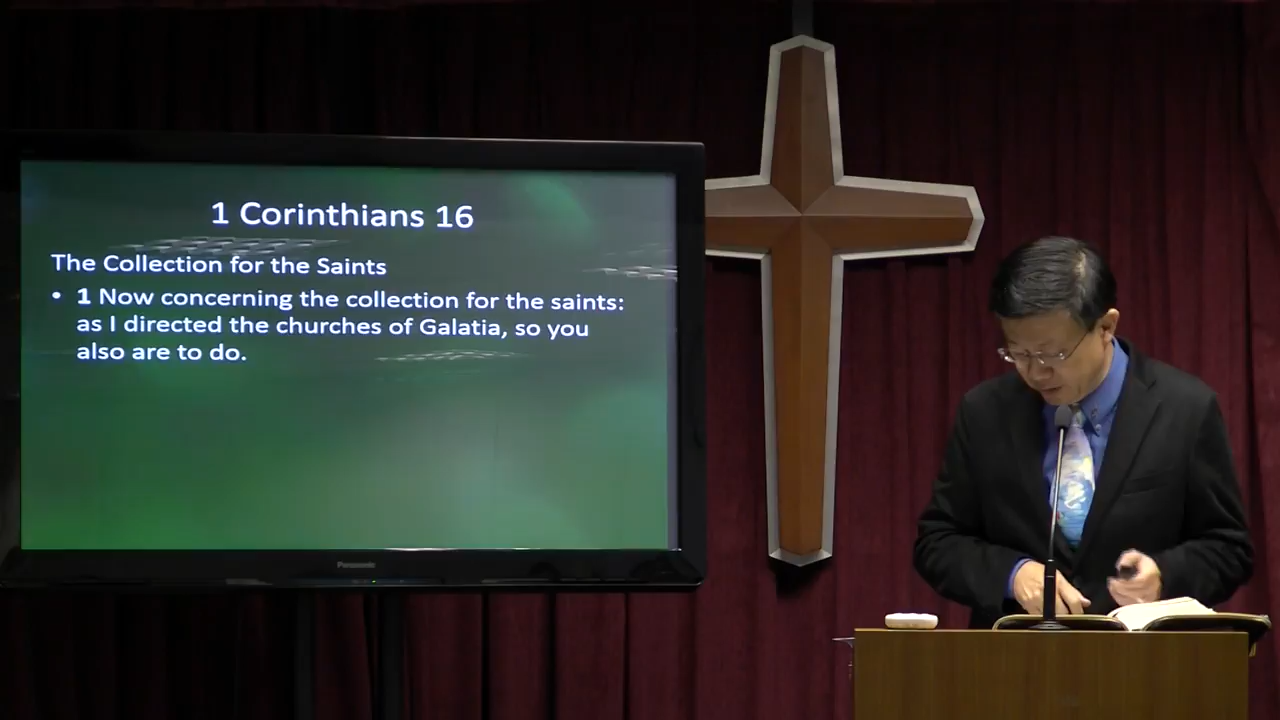 1 Corinthians 16
The Collection for the Saints
• 1 Now concerning the collection for the saints:
as I directed the churches of Galatia, so you
also are to do.
Panasonic